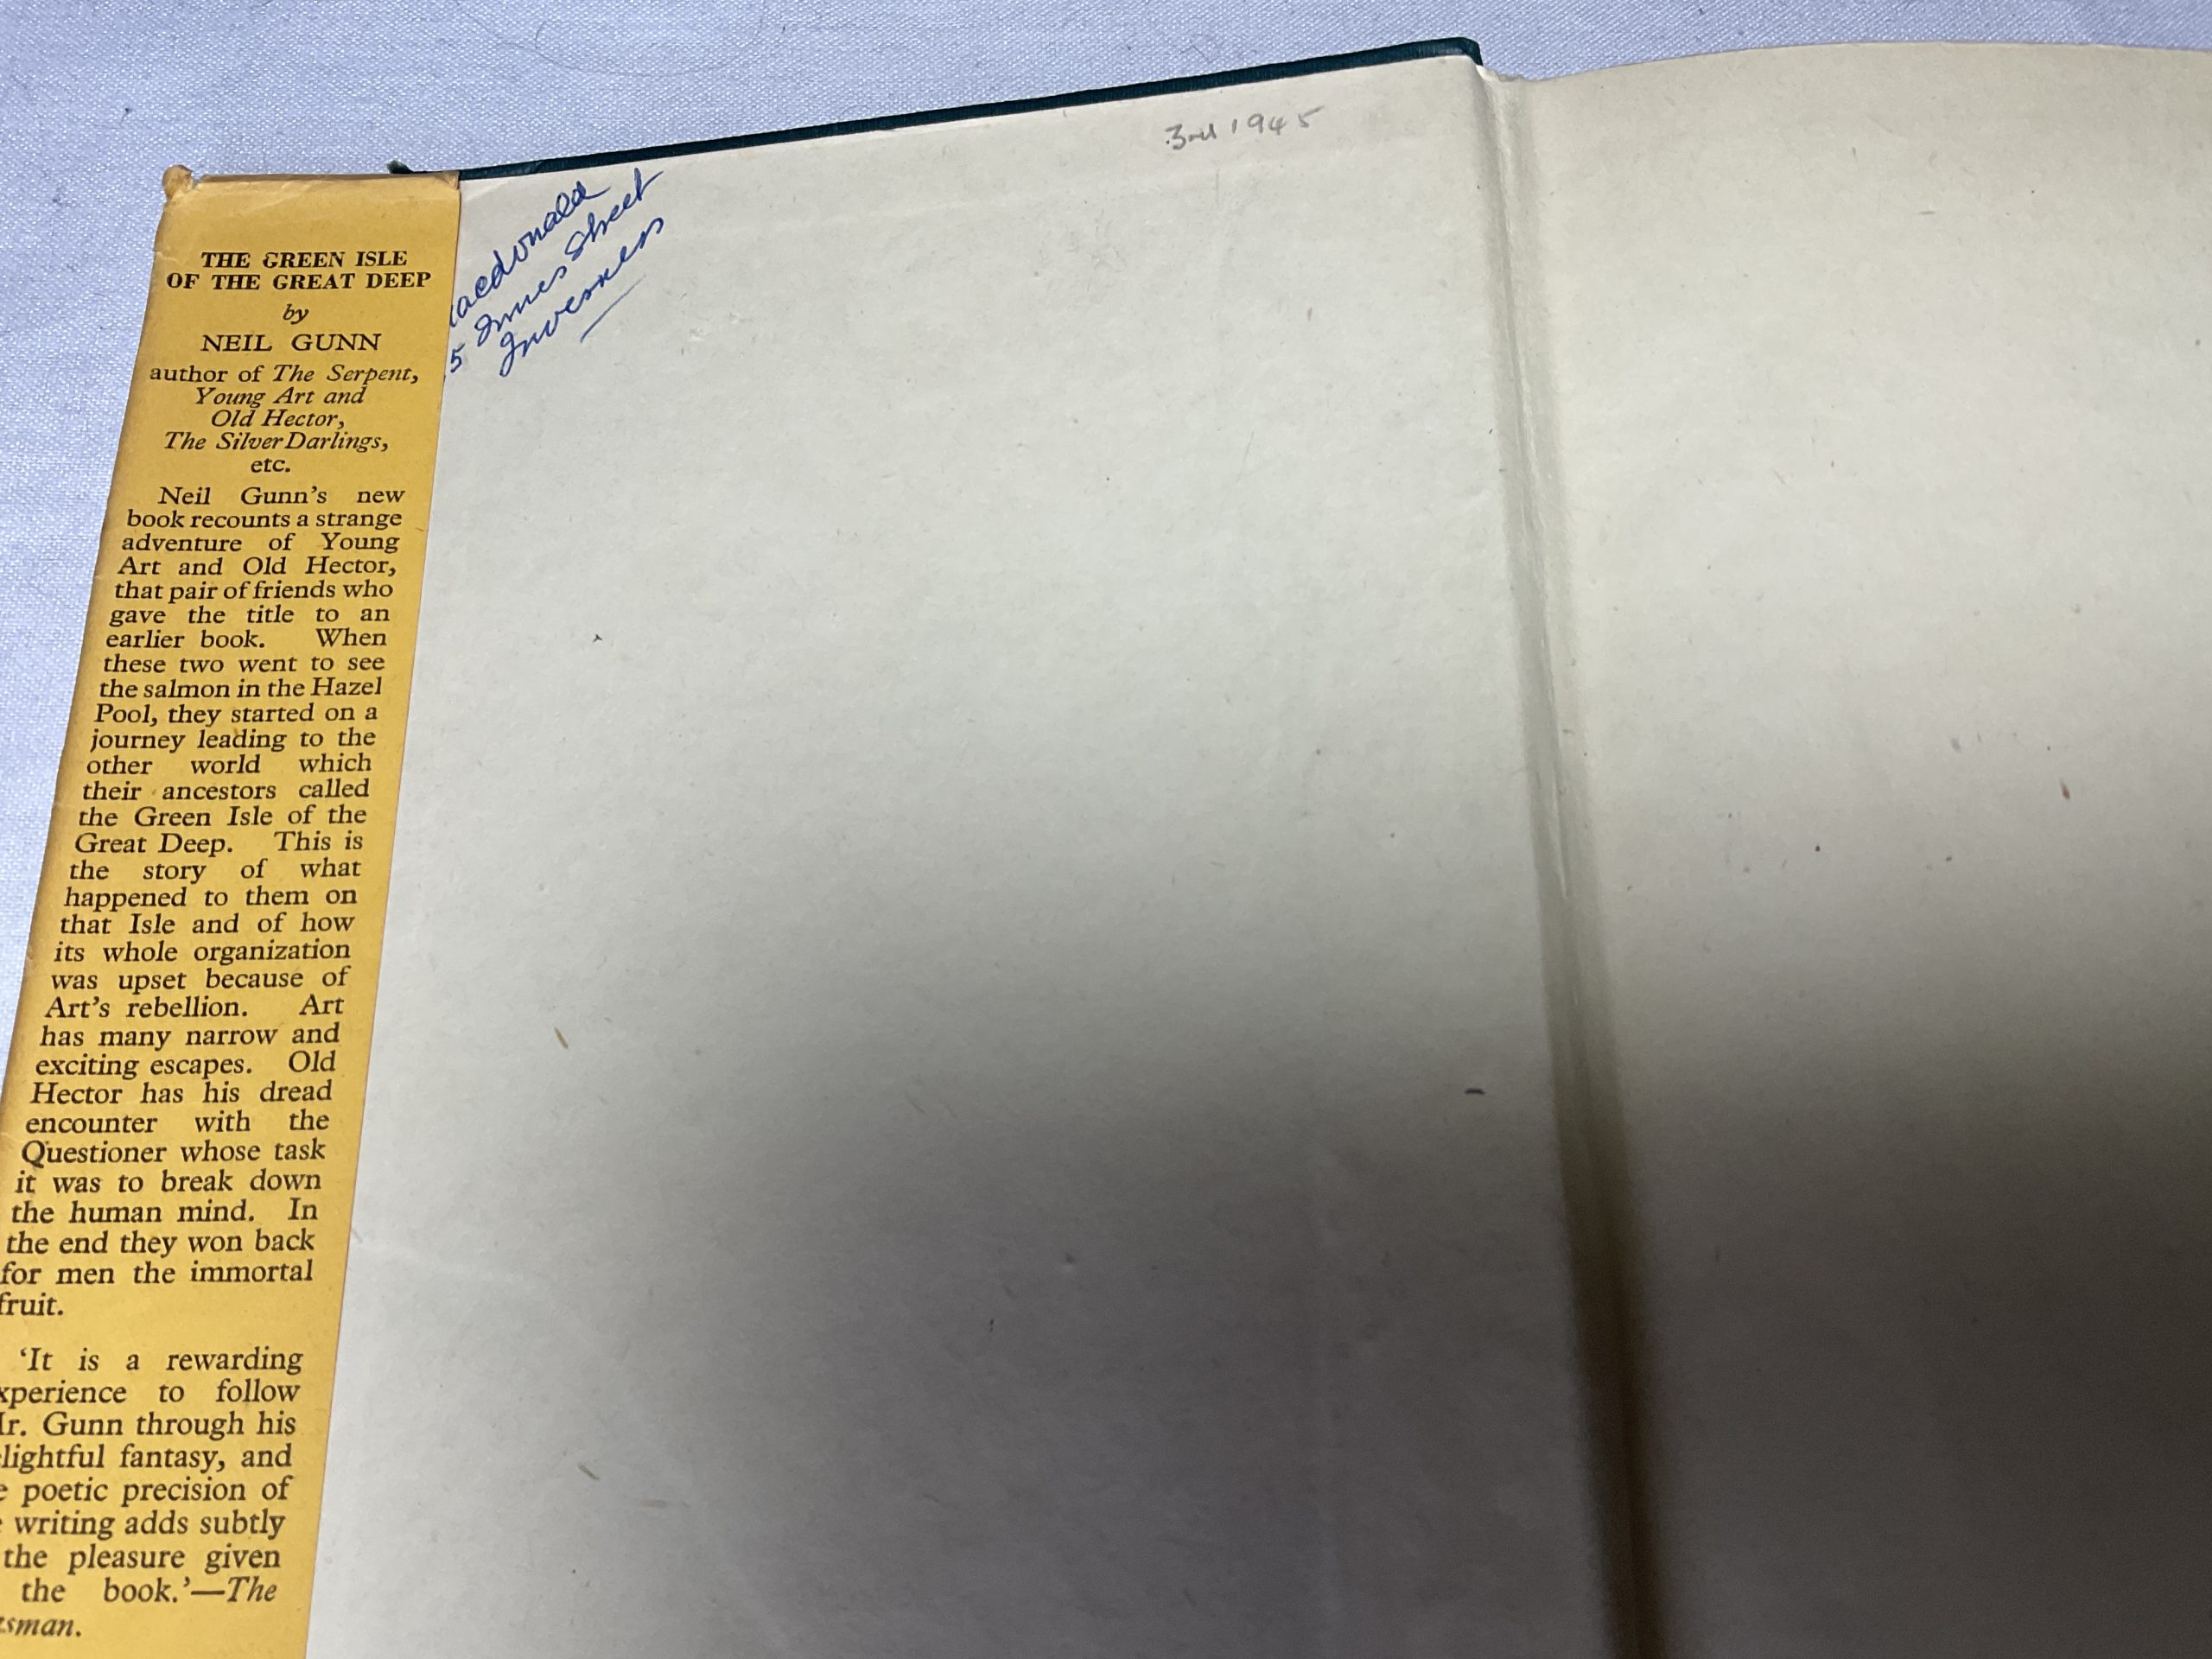 THE GREEN ISLE
OF THE GREAT DEEP
by
NEIL GUNN
author of The Serpent,
Young Art and
Old Hector,
The Silver Darlings,
etc.
Neil Gunn's new
book recounts a strange
adventure of Young
Art and Old Hector,
that pair of friends who
gave the title to an
earlier book. When
these two went to see
the salmon in the Hazel
Pool, they started on a
journey leading to the
other world which
their ancestors called
the Green Isle of the
Great Deep. This is
the story of what
happened to them on
that Isle and of how
its whole organization
was upset because of
Art's rebellion. Art
has many narrow and
exciting escapes. Old
Hector has his dread
encounter with the
Questioner whose task
it was to break down
the human mind. In
the end they won back
for men the immortal
fruit.
'It is a rewarding
xperience to follow
Ir. Gunn through his
lightful fantasy, and
e poetic precision of
writing adds subtly
the pleasure given
the book.'—The
tsman.
acdonald
5 Innes Street
Inverness
3rd 1945